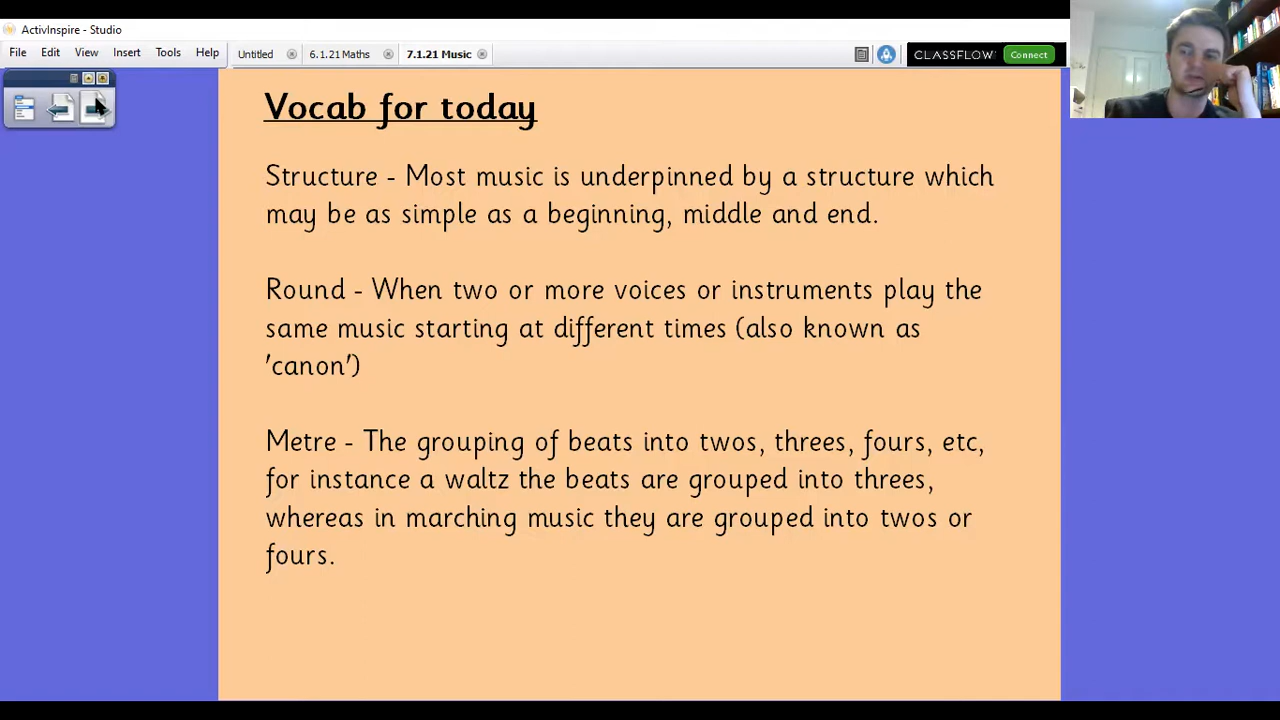 ActivInspire - Studio
File Edit View Insert Tools Help
Untitled 6.1.21 Maths 7.1.21 Music
CLASSFLOW Connect
Vocab for today
Structure - Most music is underpinned by a structure which
may be as simple as a beginning, middle and end.
Round - When two or more voices or instruments play the
same music starting at different times (also known as
'canon')
Metre - The grouping of beats into twos, threes, fours, etc,
for instance a waltz the beats are grouped into threes,
whereas in marching music they are grouped into twos or
fours.